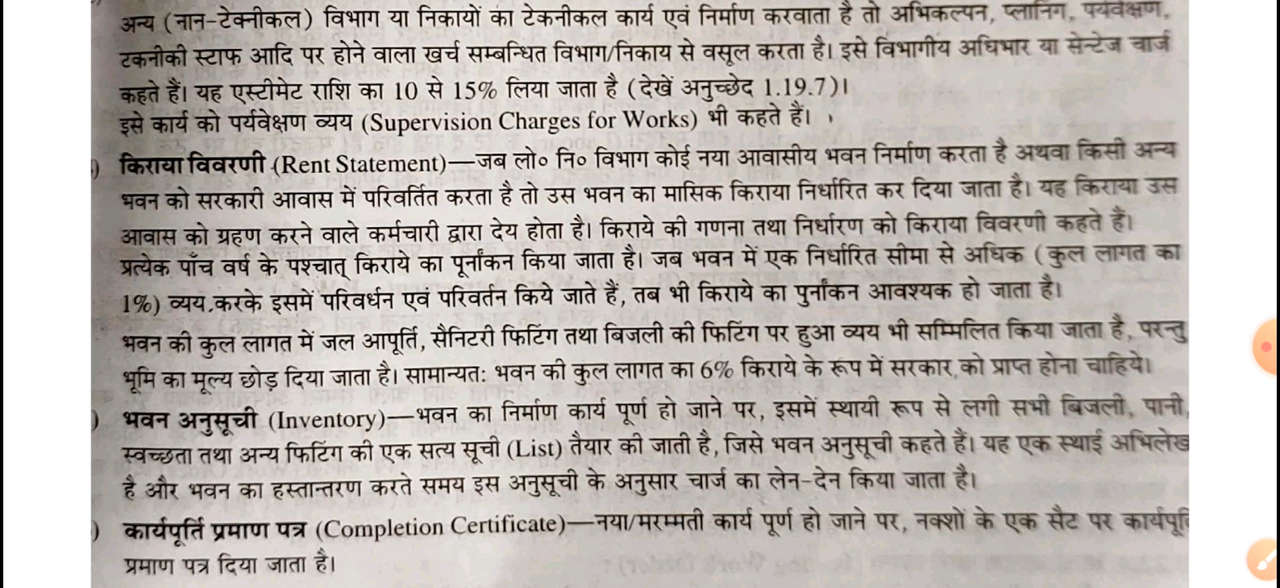 अन्य (नान-टेक्नीकल) विभाग या निकायों का टेकनीकल कार्य एवं निर्माण करवाता है तो अभिकल्पन, प्लानिंग, पर्यवेक्षण,
टकनीकी स्टाफ आदि पर होने वाला खर्च सम्बन्धित विभाग/निकाय से वसूल करता है। इसे विभागीय अधिभार या सेन्टेज चार्ज
कहते हैं। यह एस्टीमेट राशि का 10 से 15% लिया जाता है (देखें अनुच्छेद 1.19.7)।
इसे कार्य को पर्यवेक्षण व्यय (Supervision Charges for Works) भी कहते हैं।
) किराया विवरणी (Rent Statement)—जब लो० नि० विभाग कोई नया आवासीय भवन निर्माण करता है अथवा किसी अन्य
भवन को सरकारी आवास में परिवर्तित करता है तो उस भवन का मासिक किराया निर्धारित कर दिया जाता है। यह किराया उस
आवास को ग्रहण करने वाले कर्मचारी द्वारा देय होता है। किराये की गणना तथा निर्धारण को किराया विवरणी कहते हैं।
प्रत्येक पाँच वर्ष के पश्चात् किराये का पूर्नांकन किया जाता है। जब भवन में एक निर्धारित सीमा से अधिक (कुल लागत का
1%) व्यय करके इसमें परिवर्धन एवं परिवर्तन किये जाते हैं, तब भी किराये का पुर्नांकन आवश्यक हो जाता है।
भवन की कुल लागत में जल आपूर्ति, सैनिटरी फिटिंग तथा बिजली की फिटिंग पर हुआ व्यय भी सम्मिलित किया जाता है, परन्तु
भूमि का मूल्य छोड़ दिया जाता है। सामान्यतः भवन की कुल लागत का 6% किराये के रूप में सरकार को प्राप्त होना चाहिये।
) भवन अनुसूची (Inventory)—भवन का निर्माण कार्य पूर्ण हो जाने पर, इसमें स्थायी रूप से लगी सभी बिजली, पानी,
स्वच्छता तथा अन्य फिटिंग की एक सत्य सूची (List) तैयार की जाती है, जिसे भवन अनुसूची कहते हैं। यह एक स्थाई अभिलेख
है और भवन का हस्तान्तरण करते समय इस अनुसूची के अनुसार चार्ज का लेन-देन किया जाता है।
) कार्यपूर्ति प्रमाण पत्र (Completion Certificate)—नया/मरम्मती कार्य पूर्ण हो जाने पर, नक्शों के एक सैट पर कार्यपूर्ति
प्रमाण पत्र दिया जाता है।